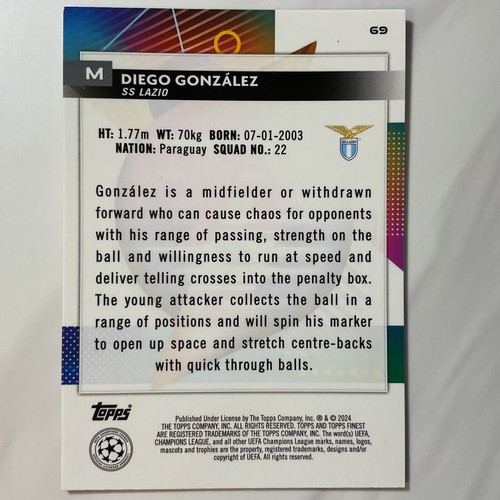 69
M DIEGO GONZÁLEZ
SS LAZIO
HT: 1.77m WT: 70kg BORN: 07-01-2003
NATION: Paraguay SQUAD NO.: 22
González is a midfielder or withdrawn
forward who can cause chaos for opponents
with his range of passing, strength on the
ball and willingness to run at speed and
deliver telling crosses into the penalty box.
The young attacker collects the ball in a
range of positions and will spin his marker
to open up space and stretch centre-backs
with quick through balls.
Topps
Published Under License by The Topps Company, Inc. ® & © 2024
THE TOPPS COMPANY, INC. ALL RIGHTS RESERVED. TOPPS AND TOPPS FINEST
ARE REGISTERED TRADEMARKS OF THE TOPPS COMPANY, INC. The word(s) UEFA,
CHAMPIONS LEAGUE, and all other UEFA Champions League marks, names, logos,
mascots and trophies are the property, registered trademarks, designs and/or
copyright of UEFA. All rights reserved.